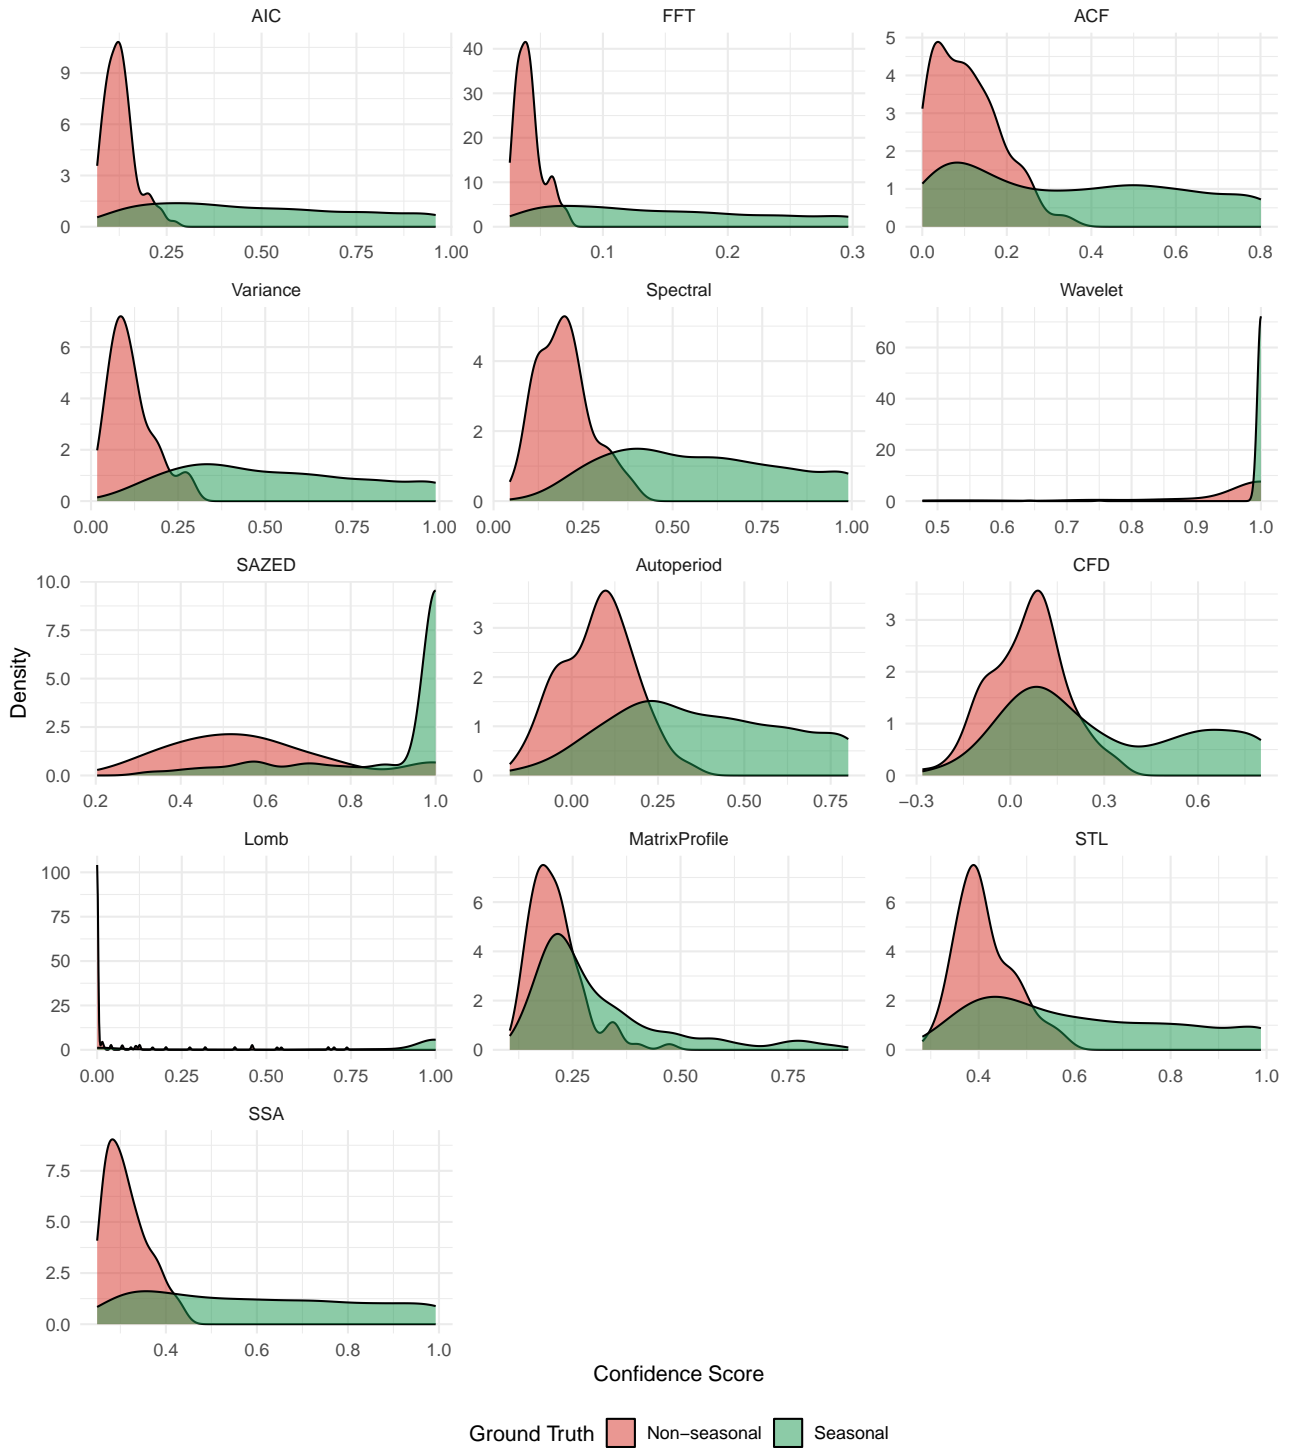 AIC FFT ACF
9 6 3 0
0.25 0.50 0.75 1.00
40 30 20 10 0
0.1 0.2 0.3
5 4 3 2 1 0
0.0 0.2 0.4 0.6 0.8
Variance Spectral Wavelet
6 4 2 0
0.00 0.25 0.50 0.75 1.00
4 2 0
0.00 0.25 0.50 0.75 1.00
60 40 20 0
0.5 0.6 0.7 0.8 0.9 1.0
SAZED Autoperiod CFD
Density
10.0 7.5 5.0 2.5 0.0
0.2 0.4 0.6 0.8 1.0
3 2 1 0
0.00 0.25 0.50 0.75
3 2 1 0
−0.3 0.0 0.3 0.6
Lomb MatrixProfile STL
100 75 50 25 0
0.00 0.25 0.50 0.75 1.00
6 4 2 0
0.25 0.50 0.75
6 4 2 0
0.4 0.6 0.8 1.0
SSA
7.5 5.0 2.5 0.0
0.4 0.6 0.8 1.0
Confidence Score
Ground Truth Non−seasonal Seasonal